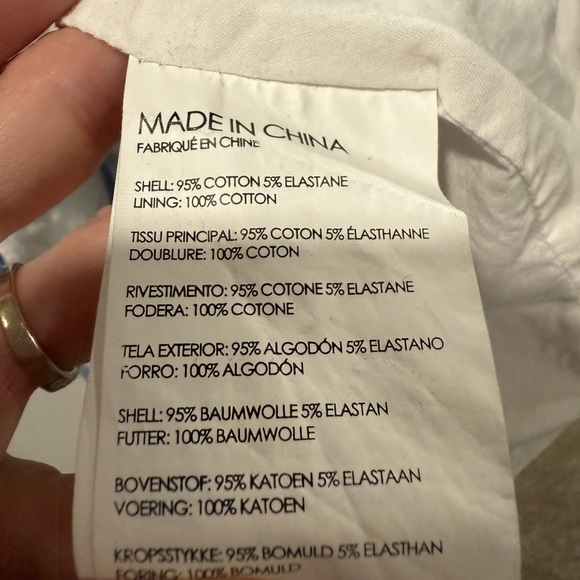 MADE IN CHINA
FABRIQUÉ EN CHINE
SHELL: 95% COTTON 5% ELASTANE
LINING: 100% COTTON
TISSU PRINCIPAL: 95% COTON 5% ÉLASTHANNE
DOUBLURE: 100% COTON
RIVESTIMENTO: 95% COTONE 5% ELASTANE
FODERA: 100% COTONE
TELA EXTERIOR: 95% ALGODÓN 5% ELASTANO
FORRO: 100% ALGODÓN
SHELL: 95% BAUMWOLLE 5% ELASTAN
FUTTER: 100% BAUMWOLLE
BOVENSTOF: 95% KATOEN 5% ELASTAAN
VOERING: 100% KATOEN
KROPSSTYKKE: 95% BOMULD 5% ELASTHAN
FORING: 100% BOMULD